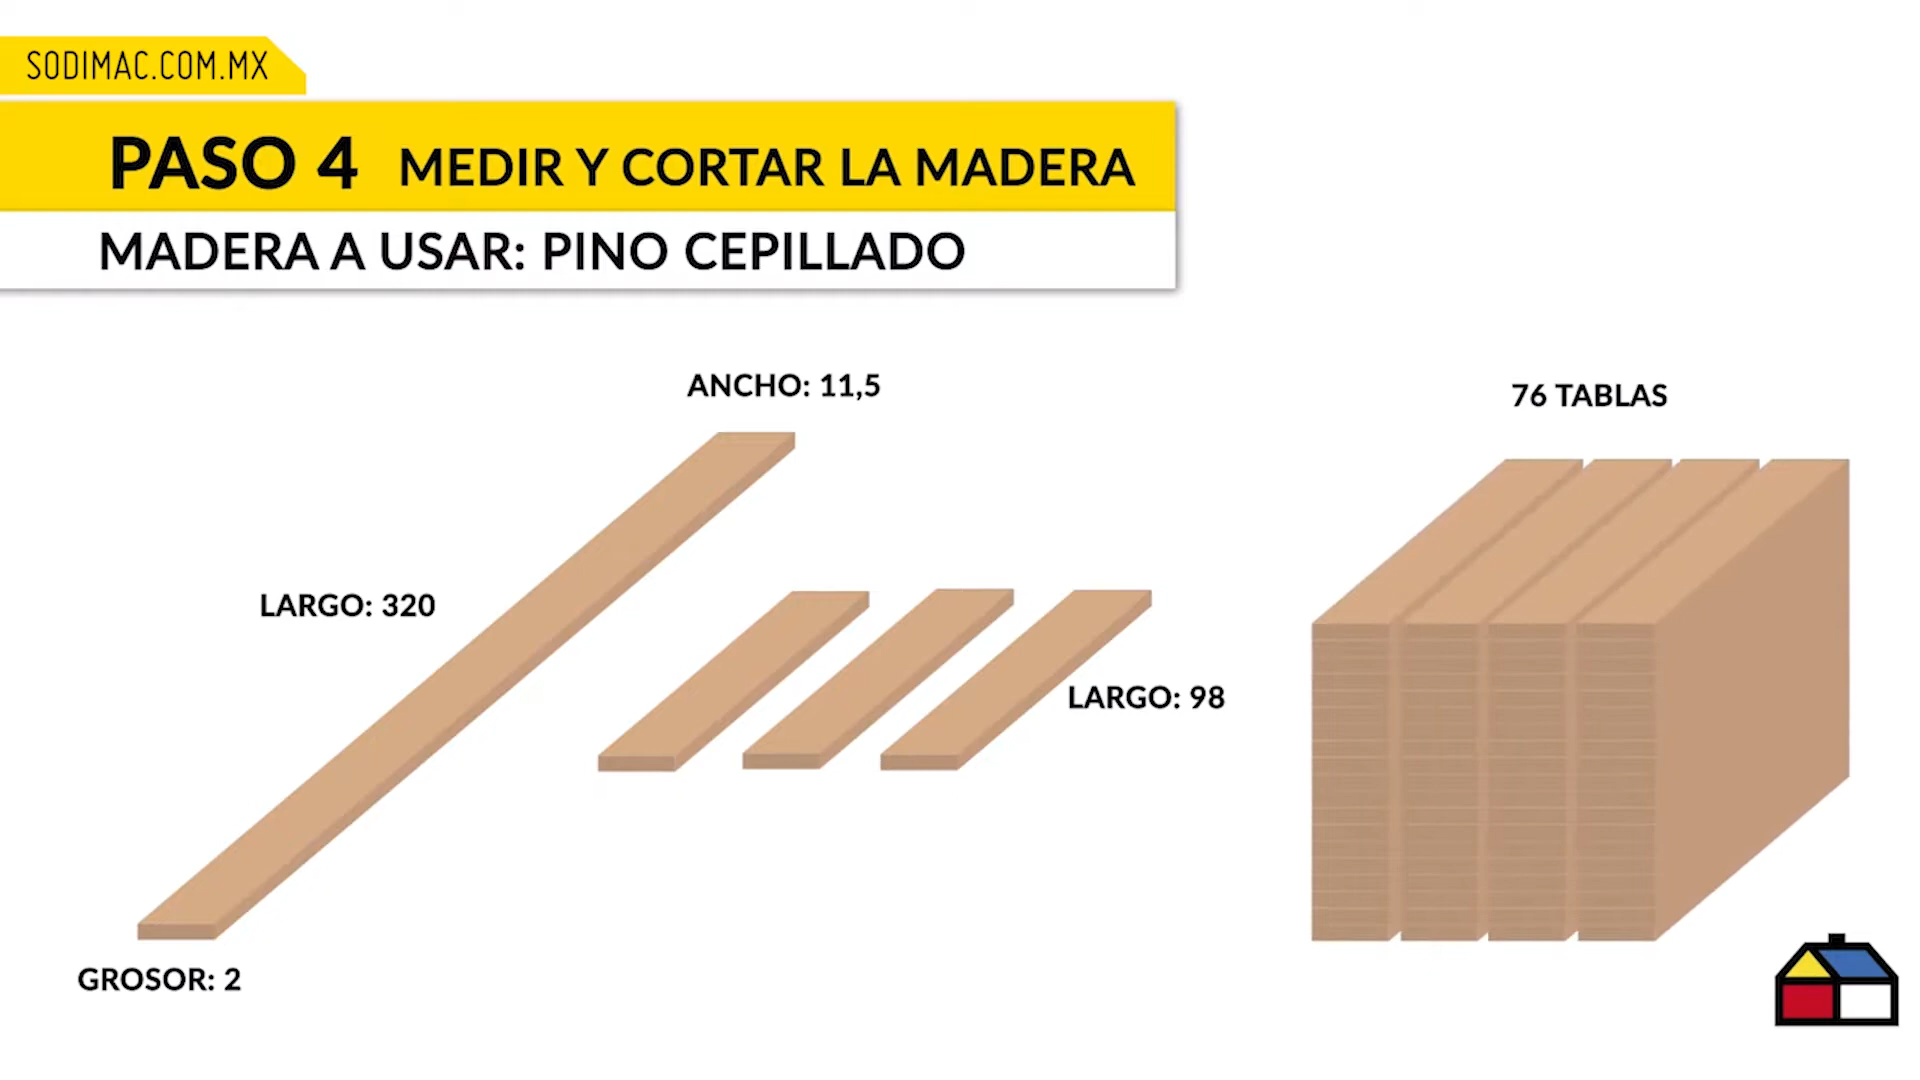 SODIMAC.COM.MX
PASO 4 MEDIR Y CORTAR LA MADERA
MADERA A USAR: PINO CEPILLADO
ANCHO: 11,5
76 TABLAS
LARGO: 320
LARGO: 98
GROSOR: 2